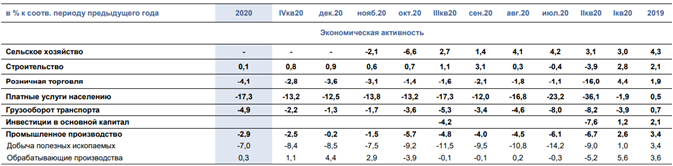 в % к соотв. периоду предыдущего года 2020 IVкв20 дек.20 нояб.20 окт.20 IIIкв20 сен.20 авг.20 июл.20 IIкв20 Iкв20 2019
Экономическая активность
Сельское хозяйство - - - -2,1 -6,6 2,7 1,4 4,1 4,2 3,1 3,0 4,3
Строительство 0,1 0,8 0,9 0,6 0,7 1,1 3,1 0,3 -0,4 -3,9 2,8 2,1
Розничная торговля -4,1 -2,8 -3,6 -3,1 -1,4 -1,6 -2,1 -1,8 -1,1 -16,0 4,4 1,9
Платные услуги населению -17,3 -13,2 -12,5 -13,8 -13,2 -17,3 -12,0 -16,8 -23,2 -36,1 -1,9 0,5
Грузооборот транспорта -4,9 -2,2 -1,3 -1,7 -3,6 -5,3 -3,4 -4,6 -8,0 -8,2 -3,9 0,7
Инвестиции в основной капитал -4,2 -7,6 1,2 2,1
Промышленное производство -2,9 -2,5 -0,2 -1,5 -5,7 -4,8 -4,0 -4,5 -6,1 -6,7 2,6 3,4
Добыча полезных ископаемых -7,0 -8,4 -8,5 -7,5 -9,2 -11,5 -9,5 -10,8 -14,2 -9,0 1,0 3,4
Обрабатывающие производства 0,3 1,1 4,4 2,9 -3,9 -0,1 -0,1 0,2 -0,3 -5,2 5,6 3,6